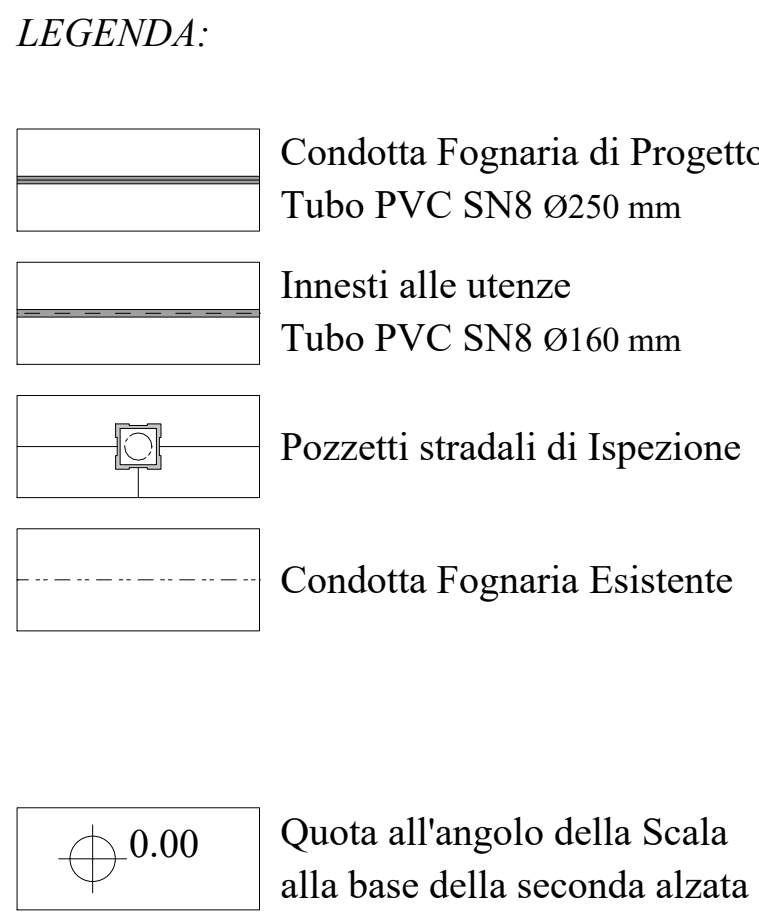 LEGENDA:
Condotta Fognaria di Progetto
Tubo PVC SN8 Ø250 mm
Innesti alle utenze
Tubo PVC SN8 Ø160 mm
Pozzetti stradali di Ispezione
Condotta Fognaria Esistente
0.00
Quota all'angolo della Scala
alla base della seconda alzata